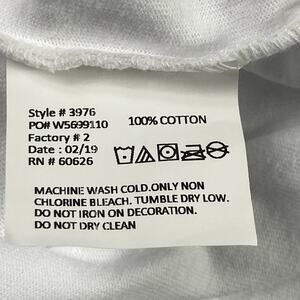 Style # 3976
PO# W5699110
Factory # 2
Date : 02/19
RN # 60626
100% COTTON
MACHINE WASH COLD.ONLY NON
CHLORINE BLEACH. TUMBLE DRY LOW.
DO NOT IRON ON DECORATION.
DO NOT DRY CLEAN